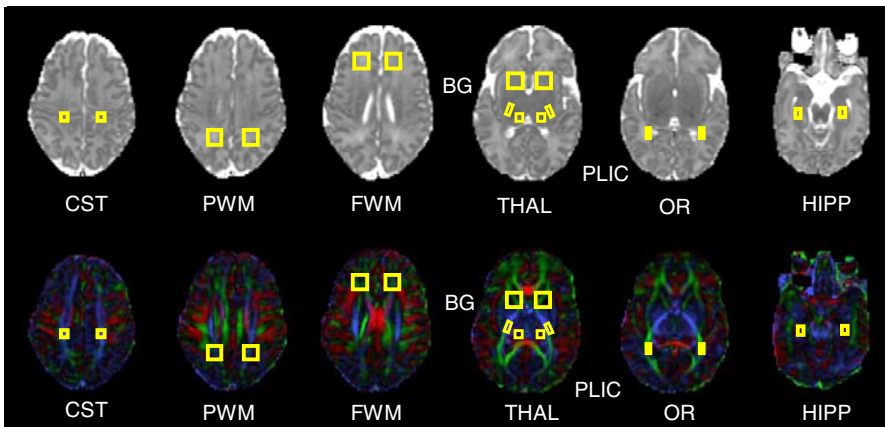 BG
PLIC
CST PWM FWM THAL OR HIPP
BG
PLIC
CST PWM FWM THAL OR HIPP